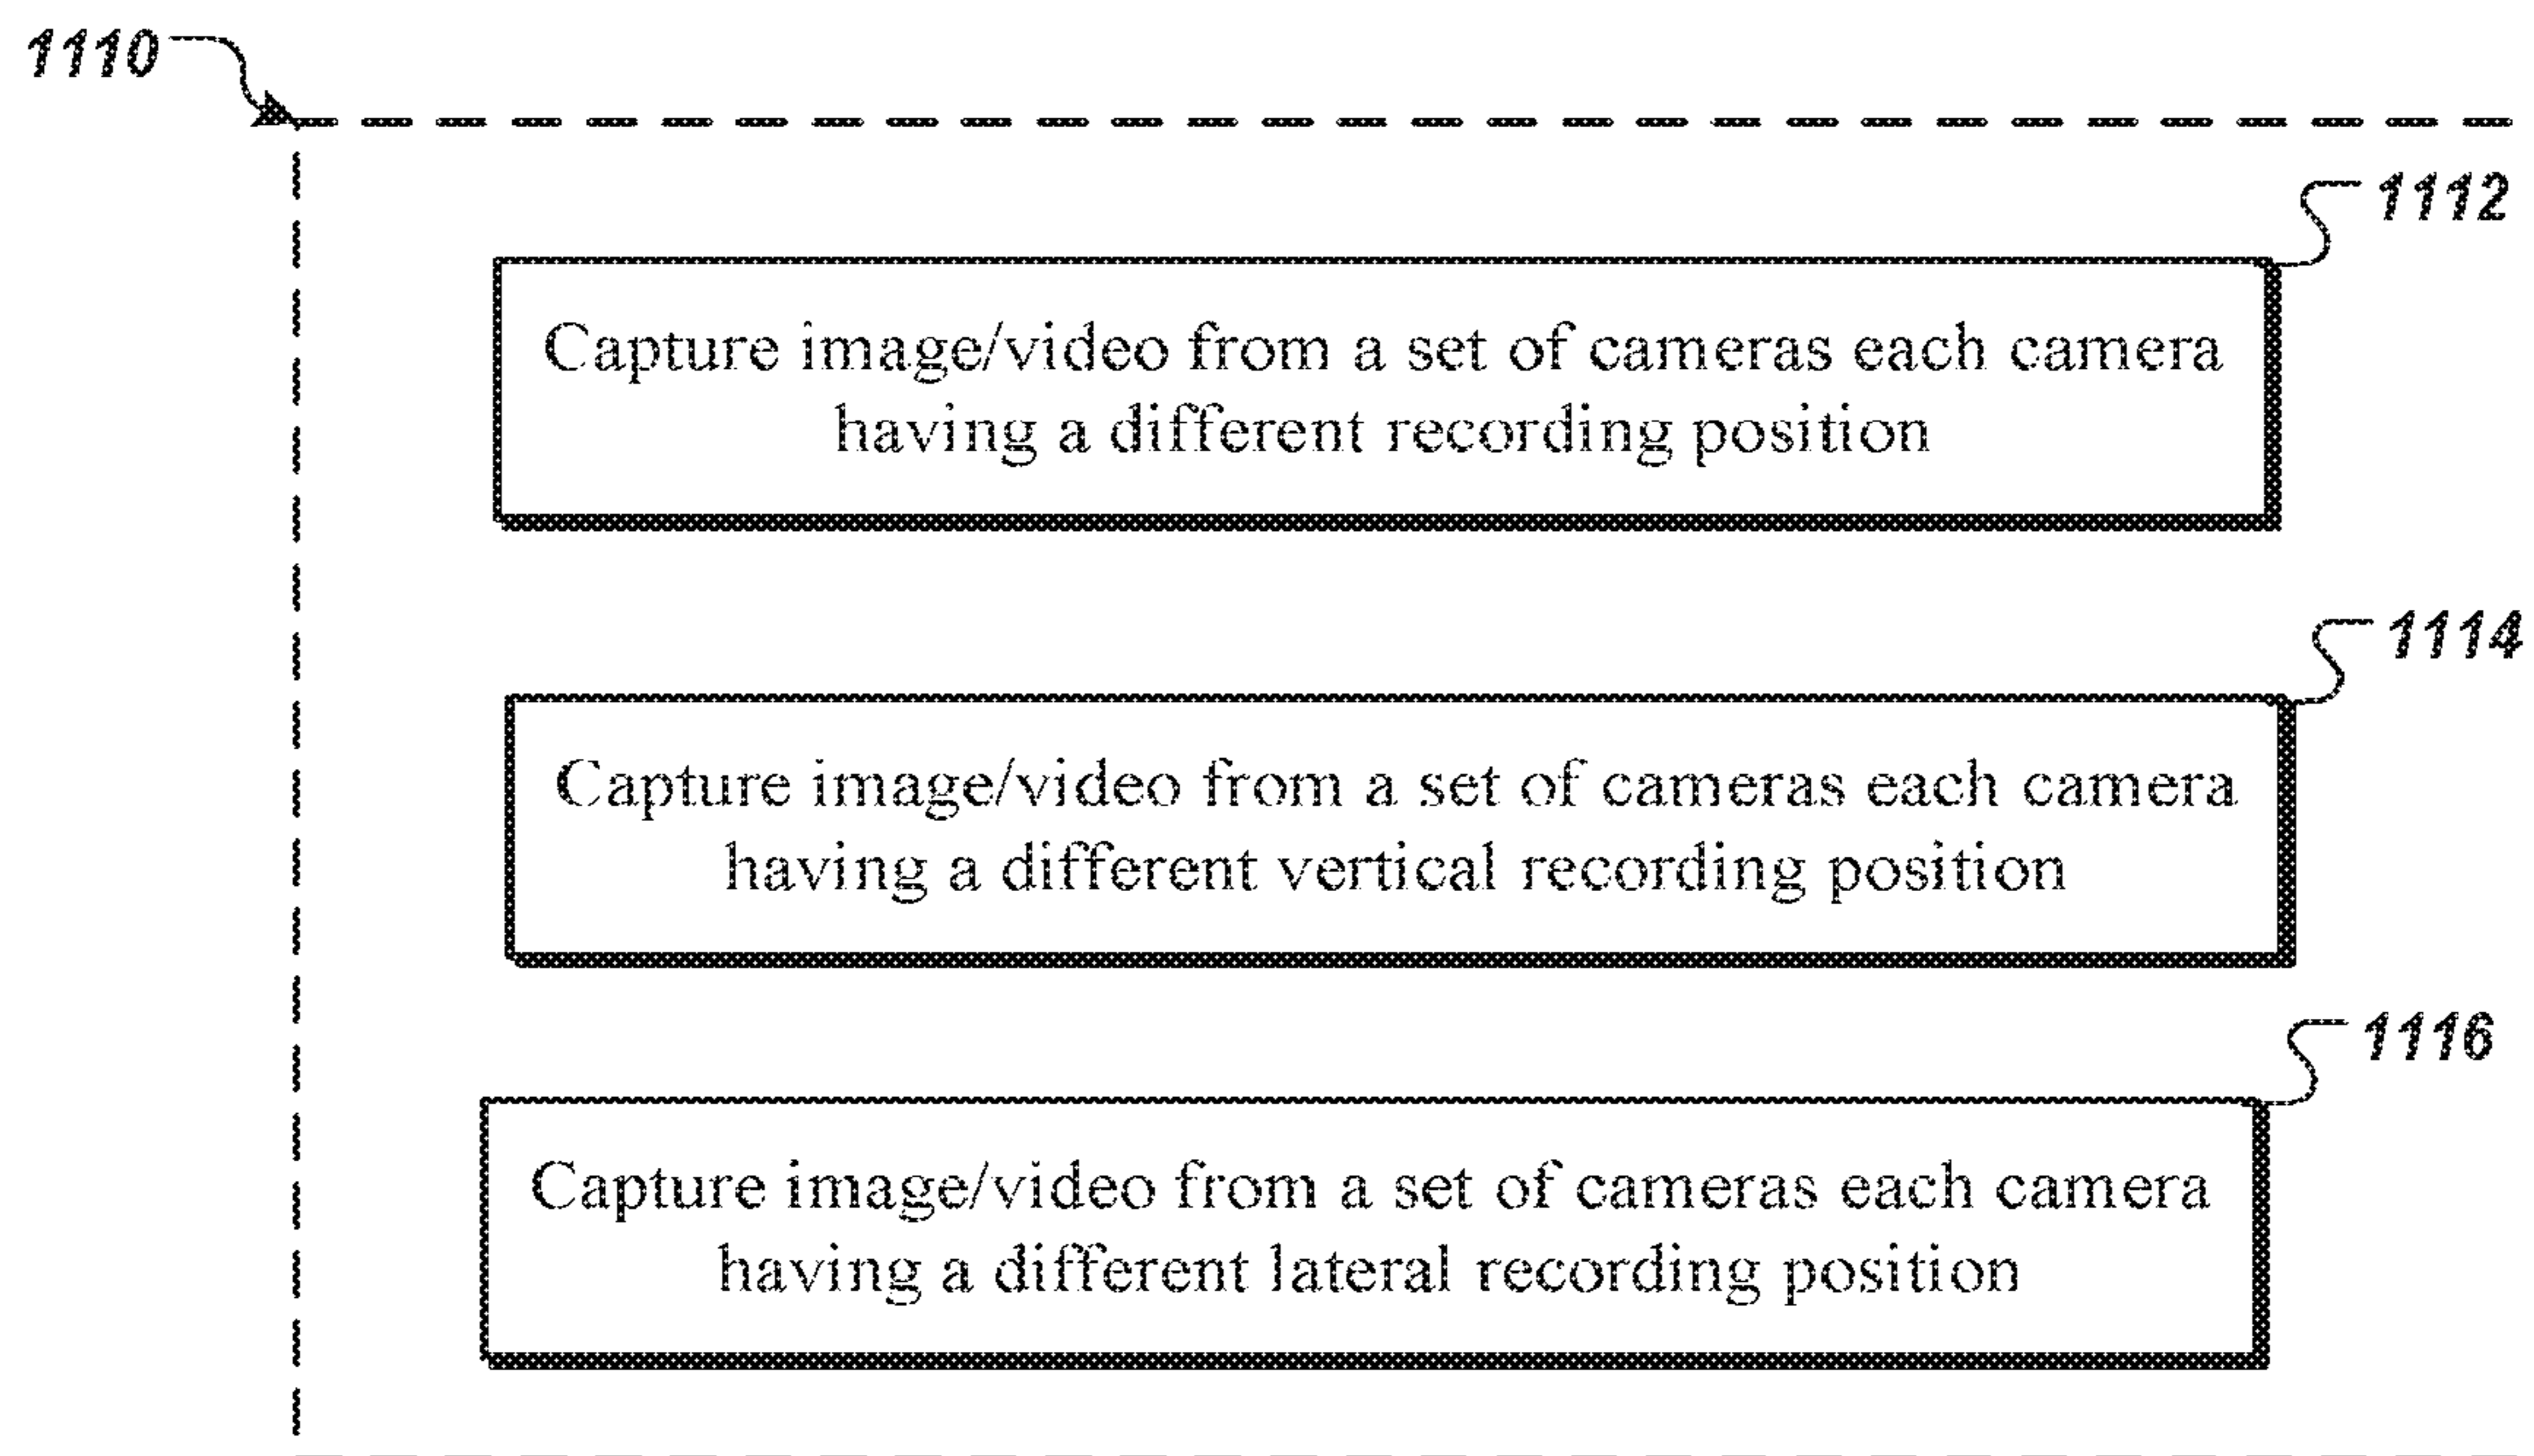 1110
1112
Capture image/video from a set of cameras each camera
having a different recording position
1114
Capture image/video from a set of cameras each camera
having a different vertical recording position
1116
Capture image/video from a set of cameras each camera
having a different lateral recording position